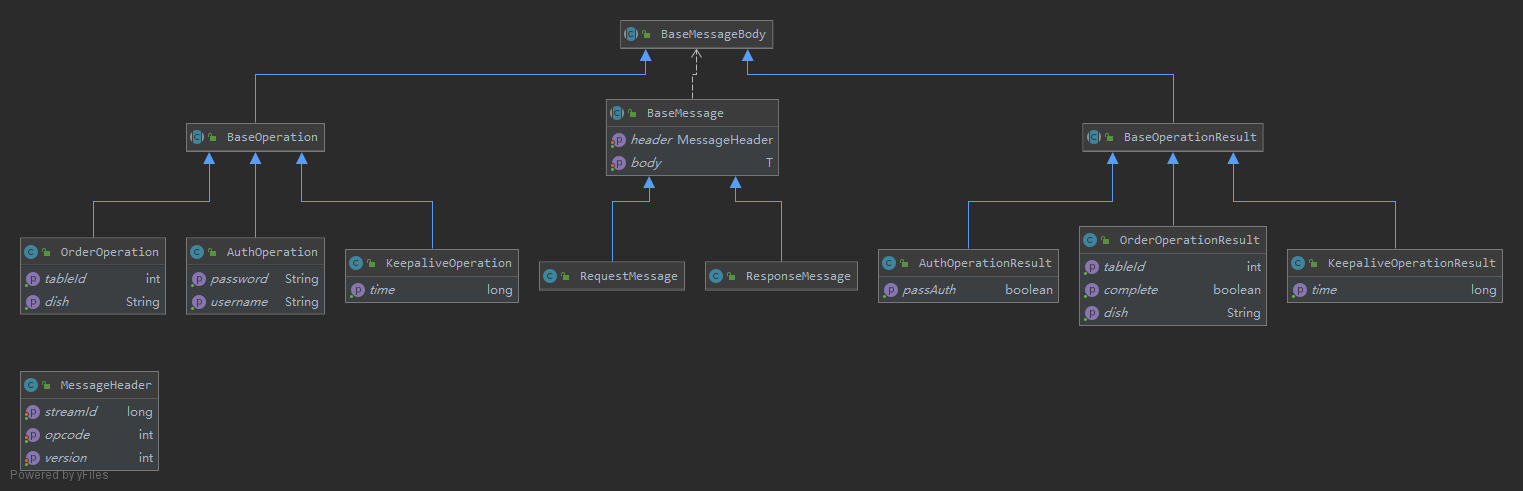 BaseMessageBody
BaseOperation
BaseMessage
header MessageHeader
body T
BaseOperationResult
OrderOperation
tableId int
dish String
AuthOperation
password String
username String
KeepaliveOperation
time long
RequestMessage
ResponseMessage
AuthOperationResult
passAuth boolean
OrderOperationResult
tableId int
complete boolean
dish String
KeepaliveOperationResult
time long
MessageHeader
streamId long
opcode int
version int
Powered by yFiles